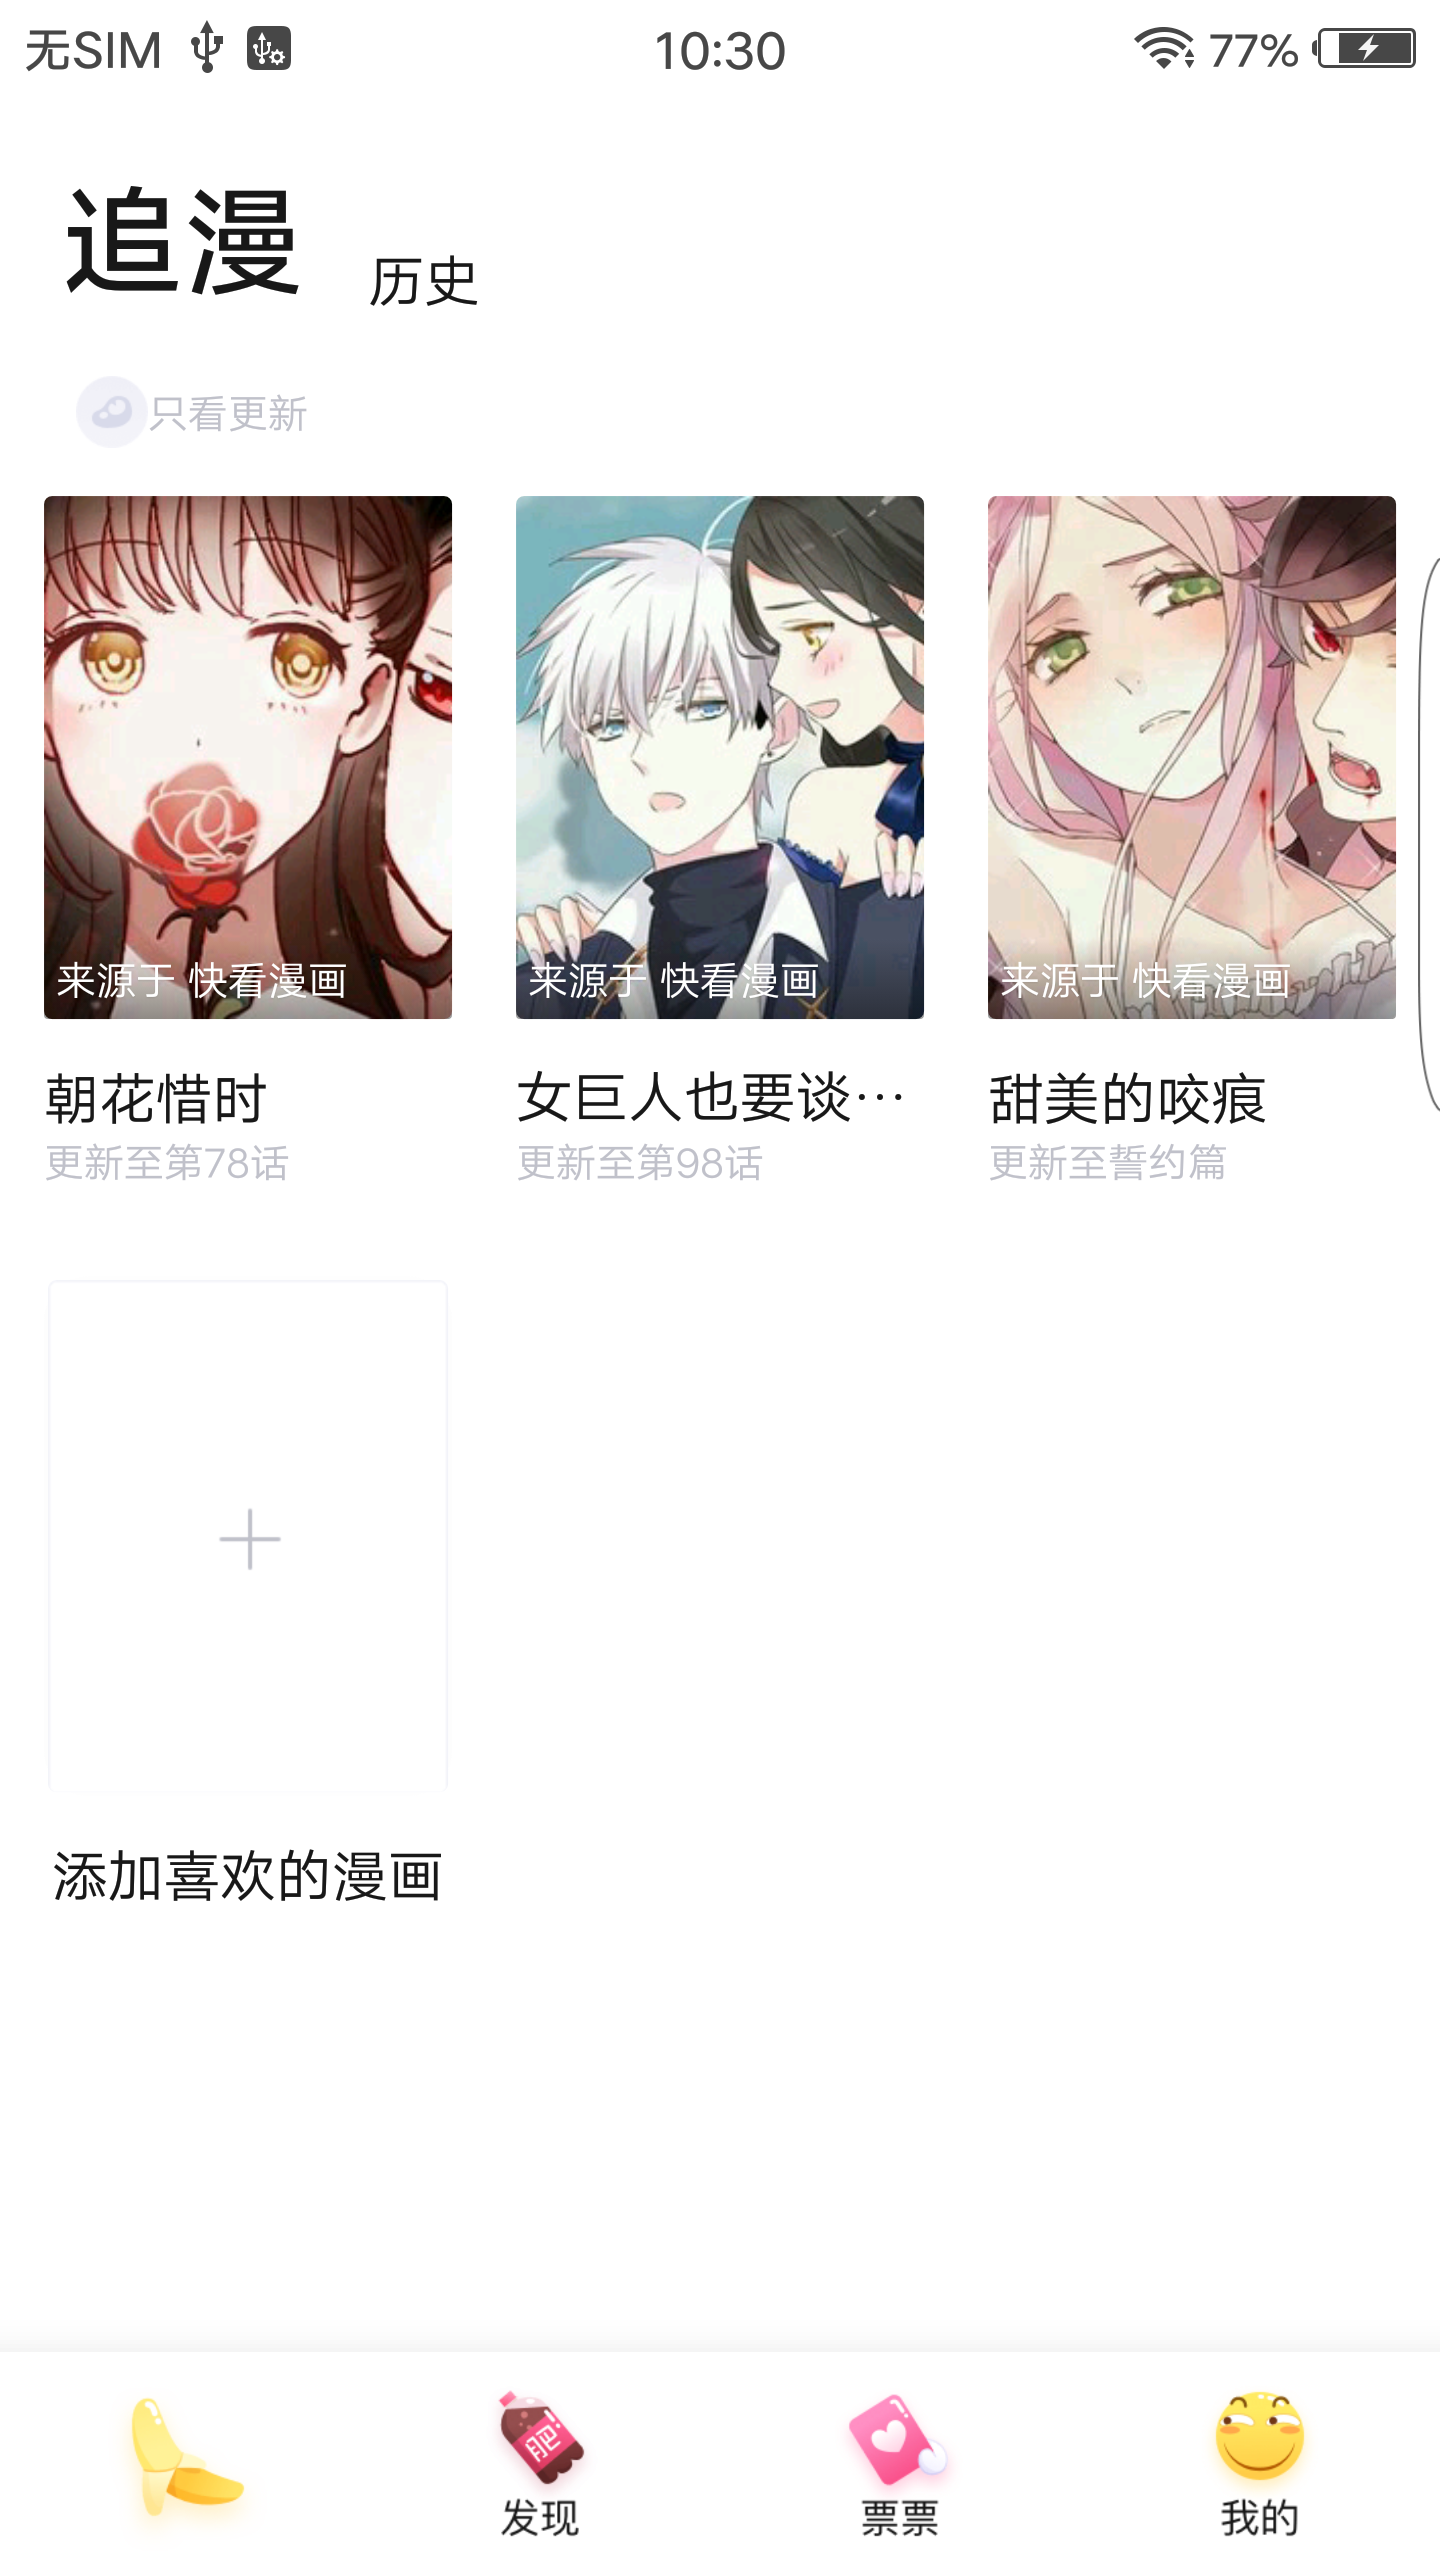 无SIM 10:30 77%
追漫 历史
只看更新
来源于 快看漫画
来源于 快看漫画
来源于 快看漫画
朝花惜时
更新至第78话
女巨人也要谈…
更新至第98话
甜美的咬痕
更新至誓约篇
添加喜欢的漫画
肥
发现
票票
我的